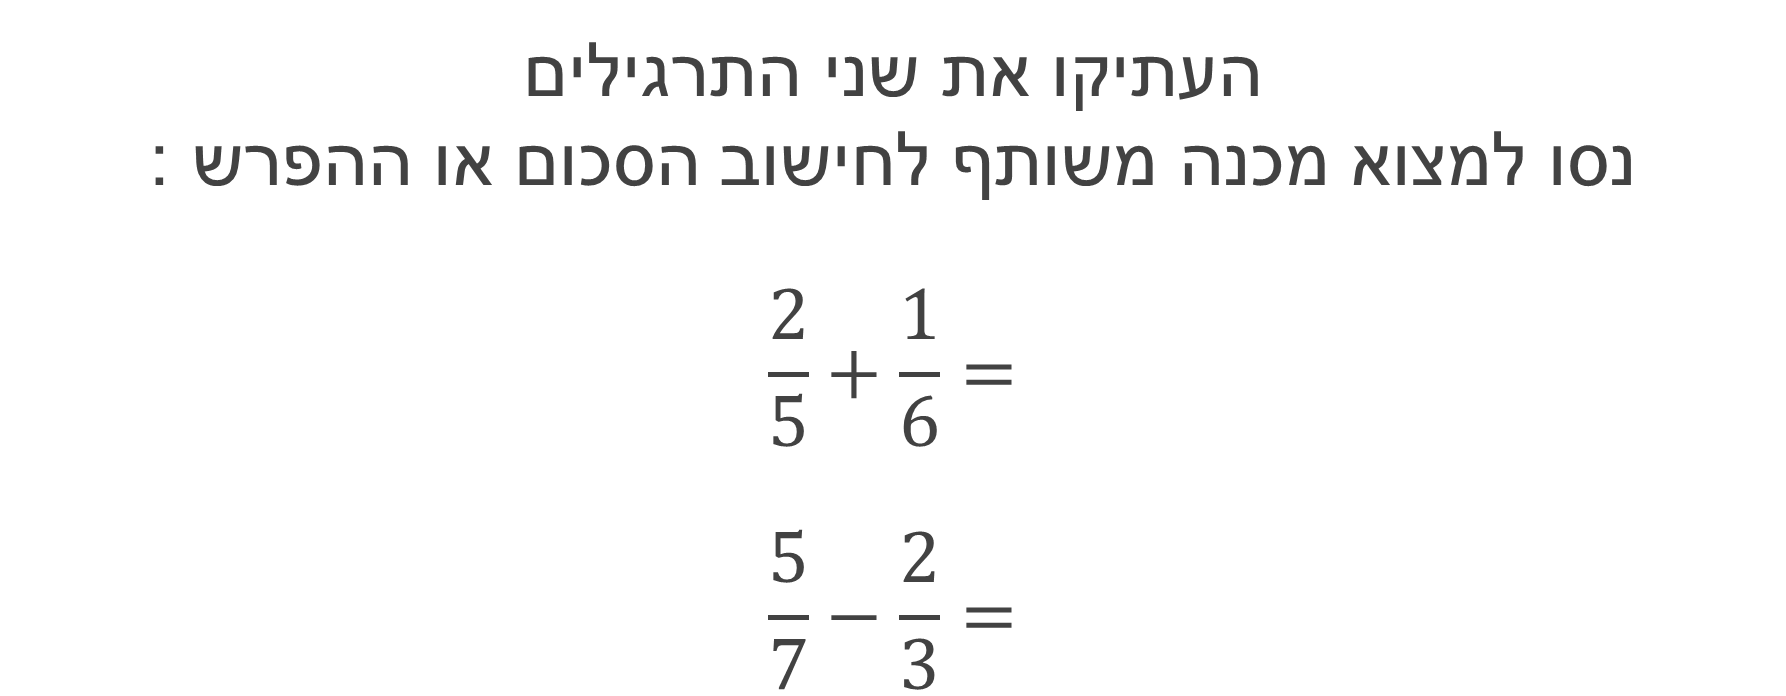 העתיקו את שני התרגילים
נסו למצוא מכנה משותף לחישוב הסכום או ההפרש :
2/5 + 1/6 =
5/7 − 2/3 =